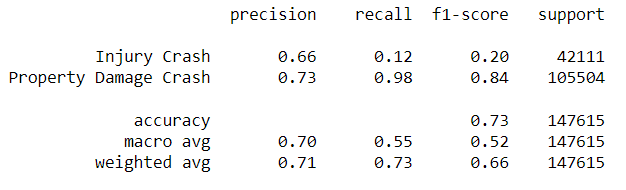 precision recall f1-score support
Injury Crash 0.66 0.12 0.20 42111
Property Damage Crash 0.73 0.98 0.84 105504
accuracy 0.73 147615
macro avg 0.70 0.55 0.52 147615
weighted avg 0.71 0.73 0.66 147615